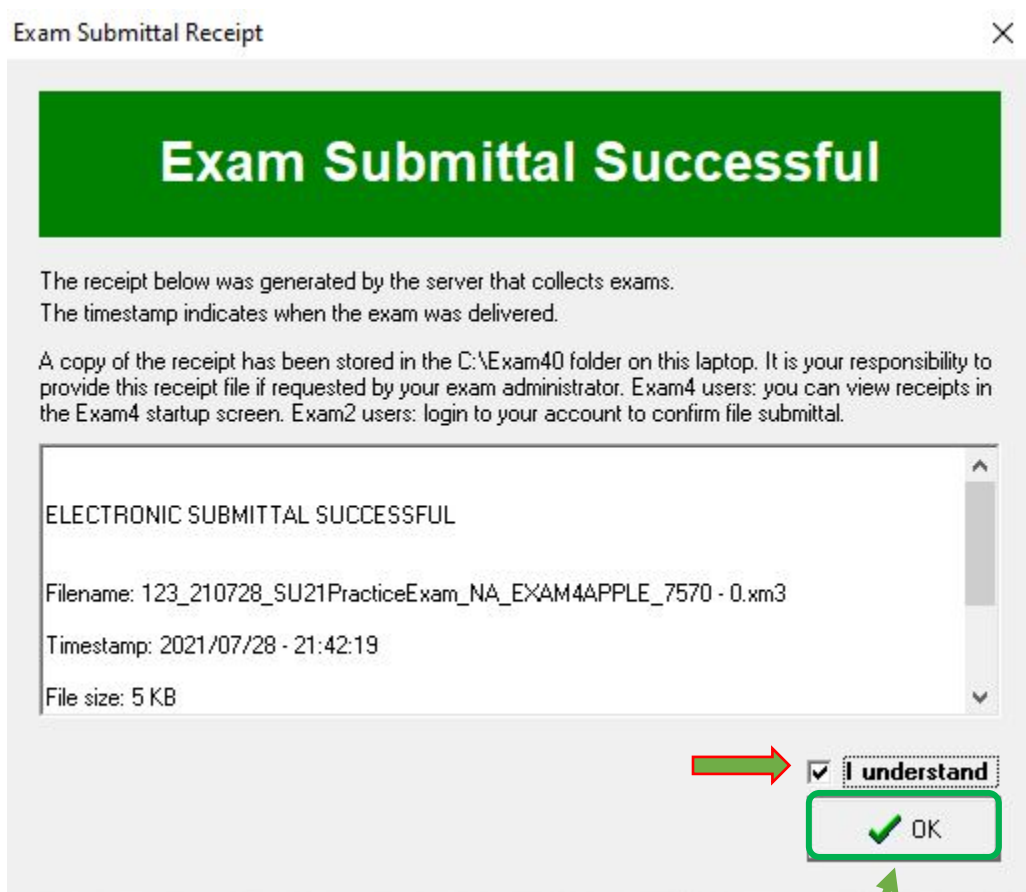 Exam Submittal Receipt
Exam Submittal Successful
The receipt below was generated by the server that collects exams.
The timestamp indicates when the exam was delivered.
A copy of the receipt has been stored in the C:\Exam40 folder on this laptop. It is your responsibility to
provide this receipt file if requested by your exam administrator. Exam4 users: you can view receipts in
the Exam4 startup screen. Exam2 users: login to your account to confirm file submittal.
ELECTRONIC SUBMITTAL SUCCESSFUL
Filename: 123_210728_SU21PracticeExam_NA_EXAM4APPLE_7570 - 0.xm3
Timestamp: 2021/07/28 - 21:42:19
File size: 5 KB
I understand
OK